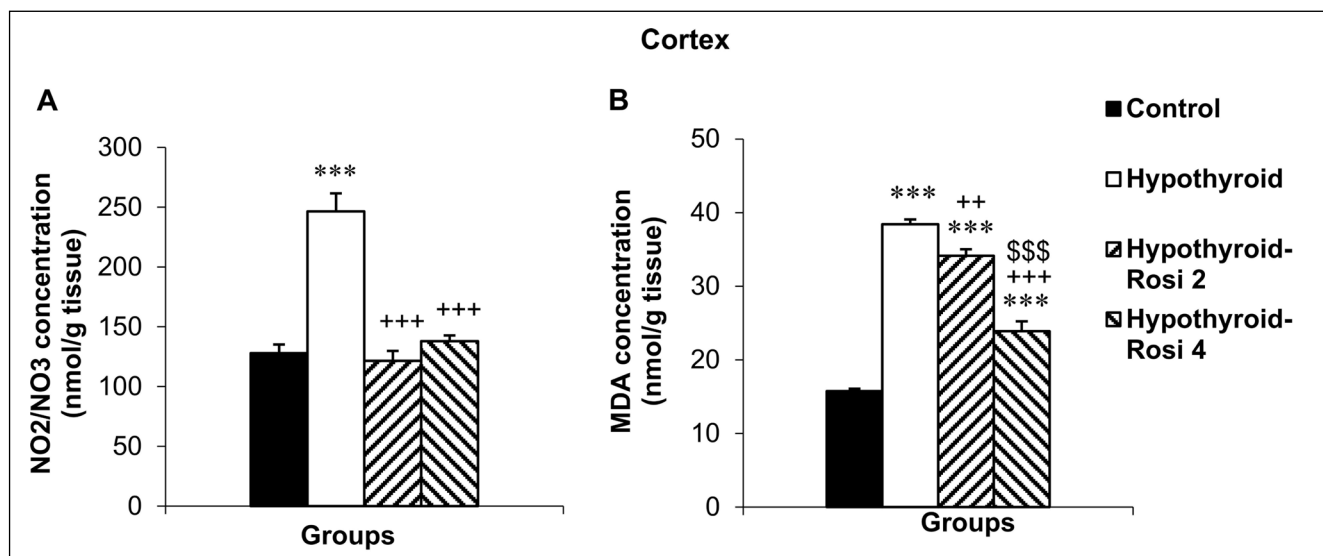 Cortex
A
NO2/NO3 concentration
(nmol/g tissue)
300
250
200
150
100
50
0
***
+++
+++
Groups
B
MDA concentration
(nmol/g tissue)
50
40
30
20
10
0
***
++
***
$$$
+++
***
Groups
Control
Hypothyroid
Hypothyroid-
Rosi 2
Hypothyroid-
Rosi 4